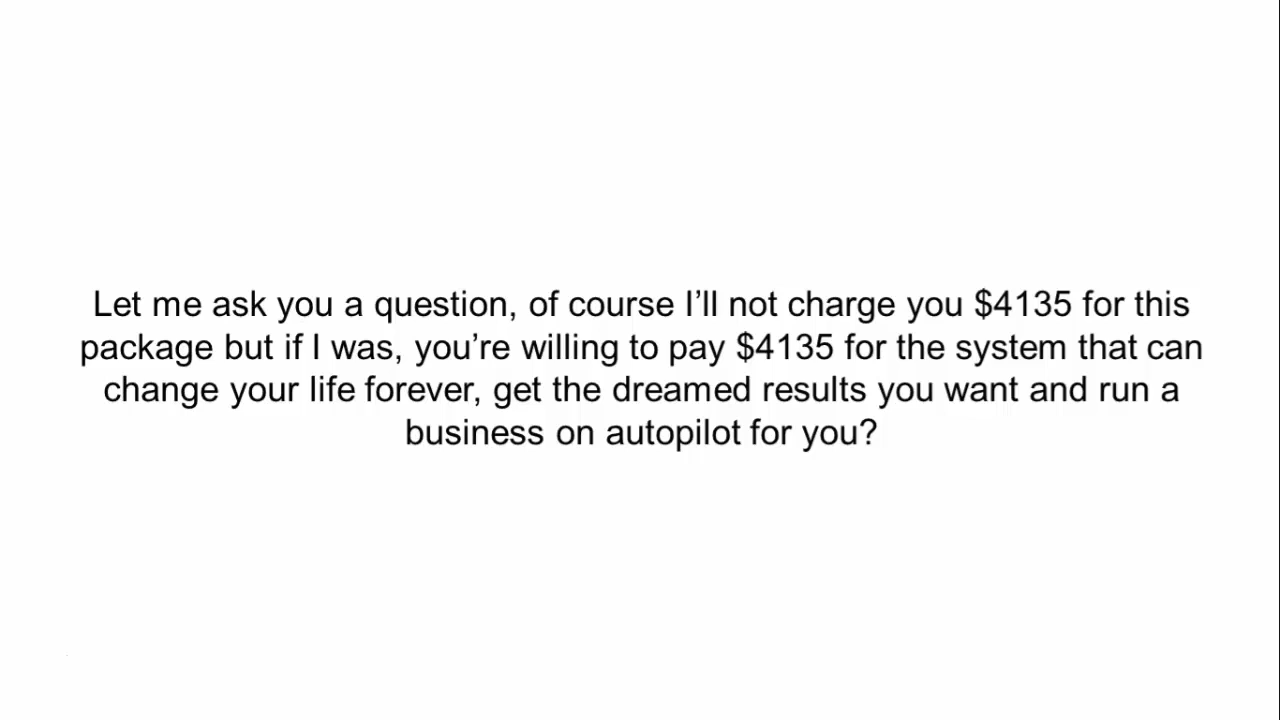 Let me ask you a question, of course I’ll not charge you $4135 for this
package but if I was, you’re willing to pay $4135 for the system that can
change your life forever, get the dreamed results you want and run a
business on autopilot for you?